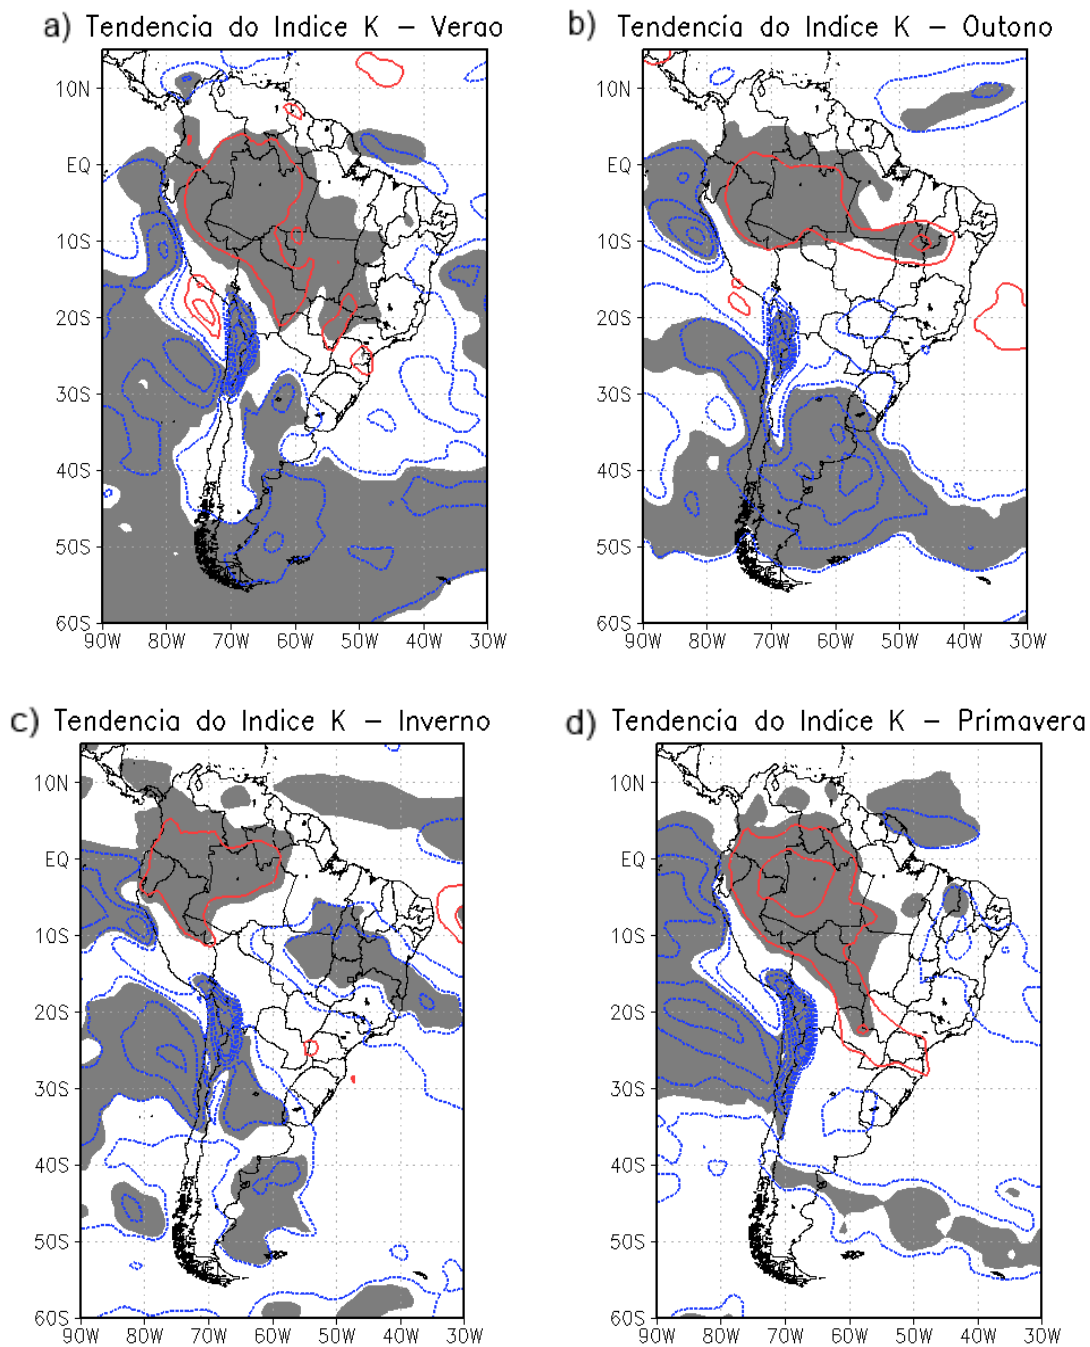 a) Tendencia do Indice K – Verao
10N
EQ
10S
20S
30S
40S
50S
60S
90W 80W 70W 60W 50W 40W 30W
b) Tendencia do Indice K – Outono
10N
EQ
10S
20S
30S
40S
50S
60S
90W 80W 70W 60W 50W 40W 30W
c) Tendencia do Indice K – Inverno
10N
EQ
10S
20S
30S
40S
50S
60S
90W 80W 70W 60W 50W 40W 30W
d) Tendencia do Indice K – Primavera
10N
EQ
10S
20S
30S
40S
50S
60S
90W 80W 70W 60W 50W 40W 30W